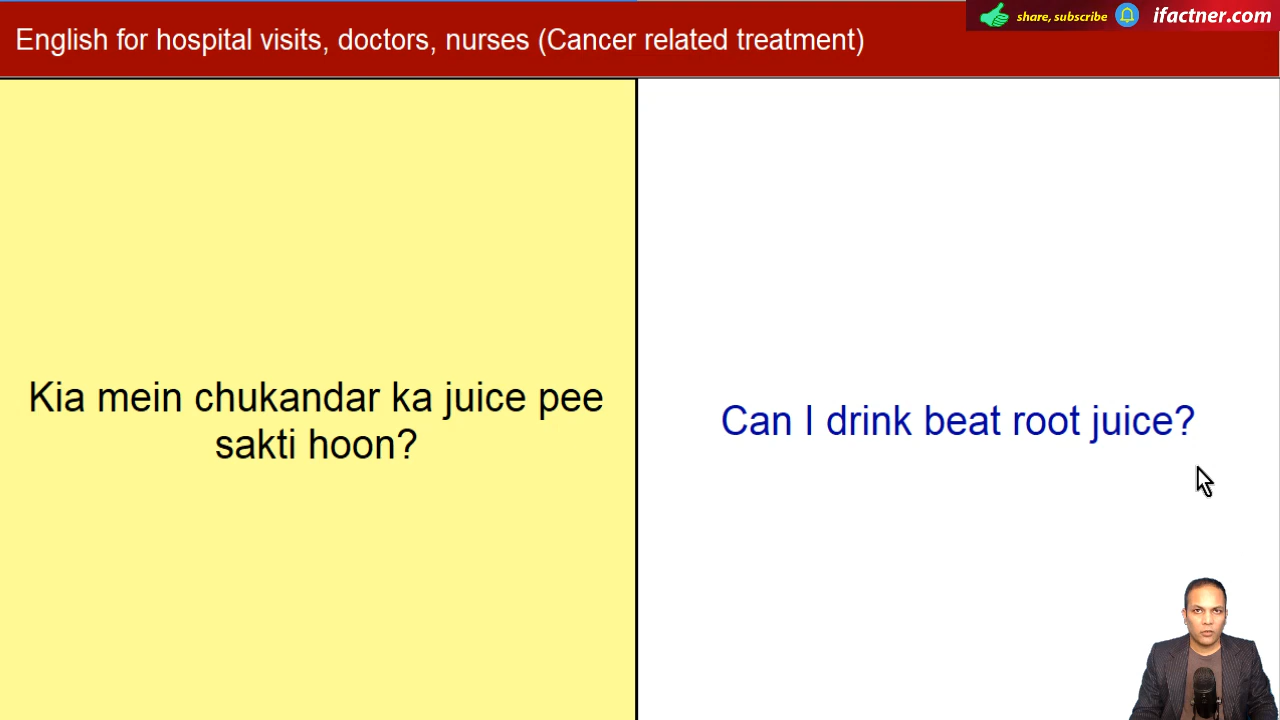 share, subscribe ifactner.com
English for hospital visits, doctors, nurses (Cancer related treatment)
Kia mein chukandar ka juice pee
sakti hoon?
Can I drink beat root juice?